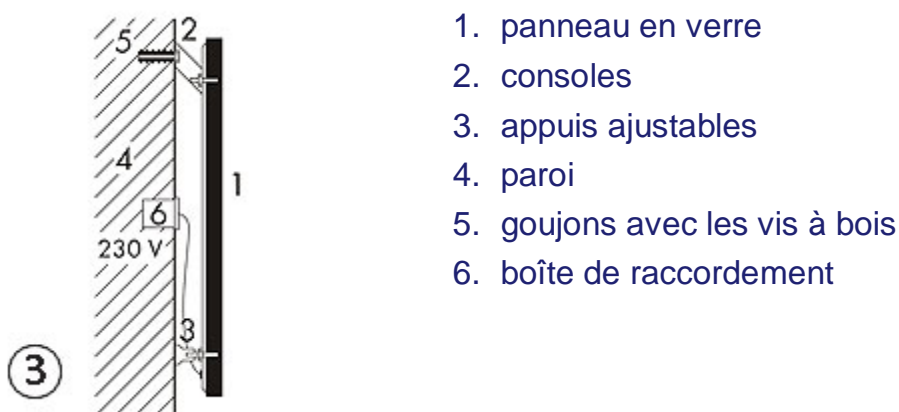 5 2
4
1
6
230 V
3
3
1. panneau en verre
2. consoles
3. appuis ajustables
4. paroi
5. goujons avec les vis à bois
6. boîte de raccordement